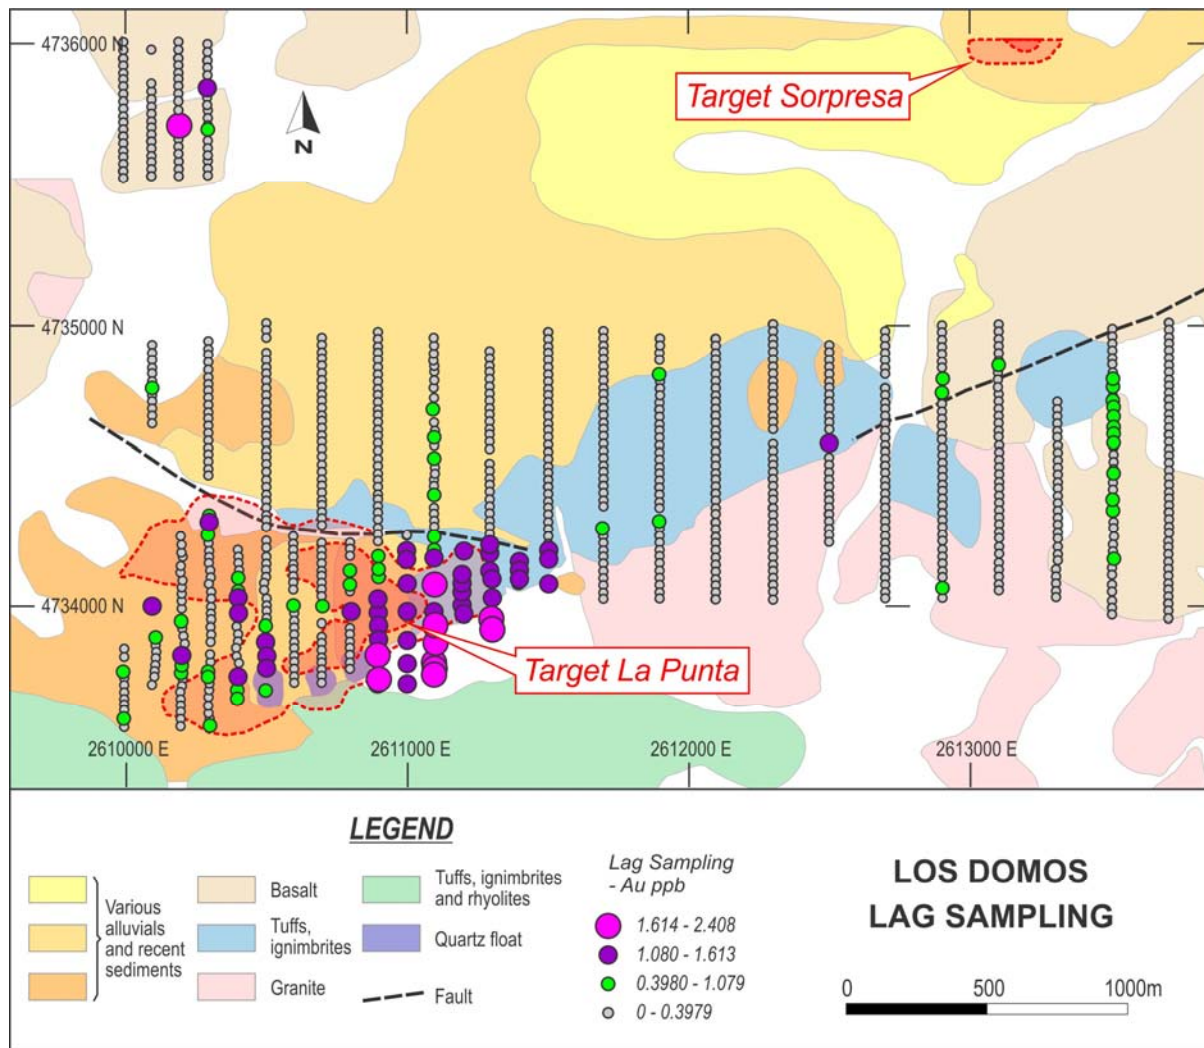 4736000 N
Target Sorpresa
N
4735000 N
4734000 N
Target La Punta
2610000 E
2611000 E
2612000 E
2613000 E
LEGEND
Various
alluvials
and recent
sediments
Basalt
Tuffs,
ignimbrites
Granite
Tuffs, ignimbrites
and rhyolites
Quartz float
Fault
Lag Sampling
- Au ppb
1.614 - 2.408
1.080 - 1.613
0.3980 - 1.079
0 - 0.3979
LOS DOMOS
LAG SAMPLING
0 500 1000m